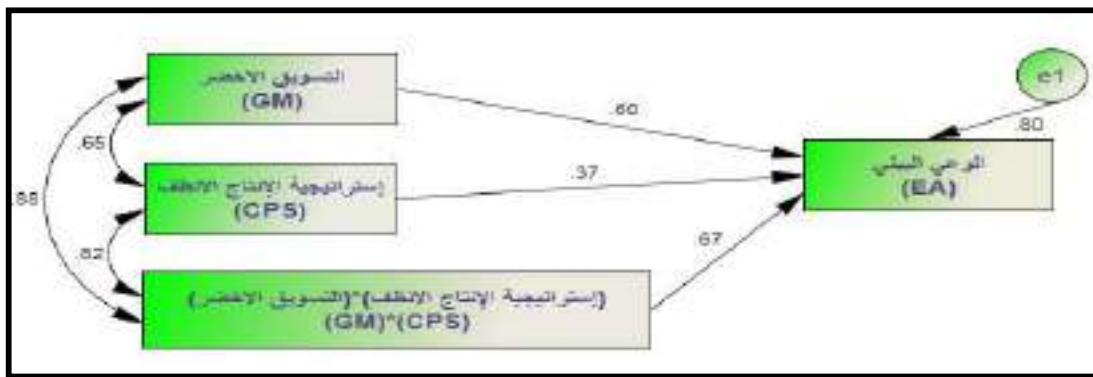 التسويق الاخضر
(GM)
e1
.60
.80
.65
الوعي البيئي
(EA)
إستراتيجية الإنتاج الانظف
(CPS)
.37
.88
.82
.67
(إستراتيجية الإنتاج الانظف)*(التسويق الاخضر)
(GM)*(CPS)